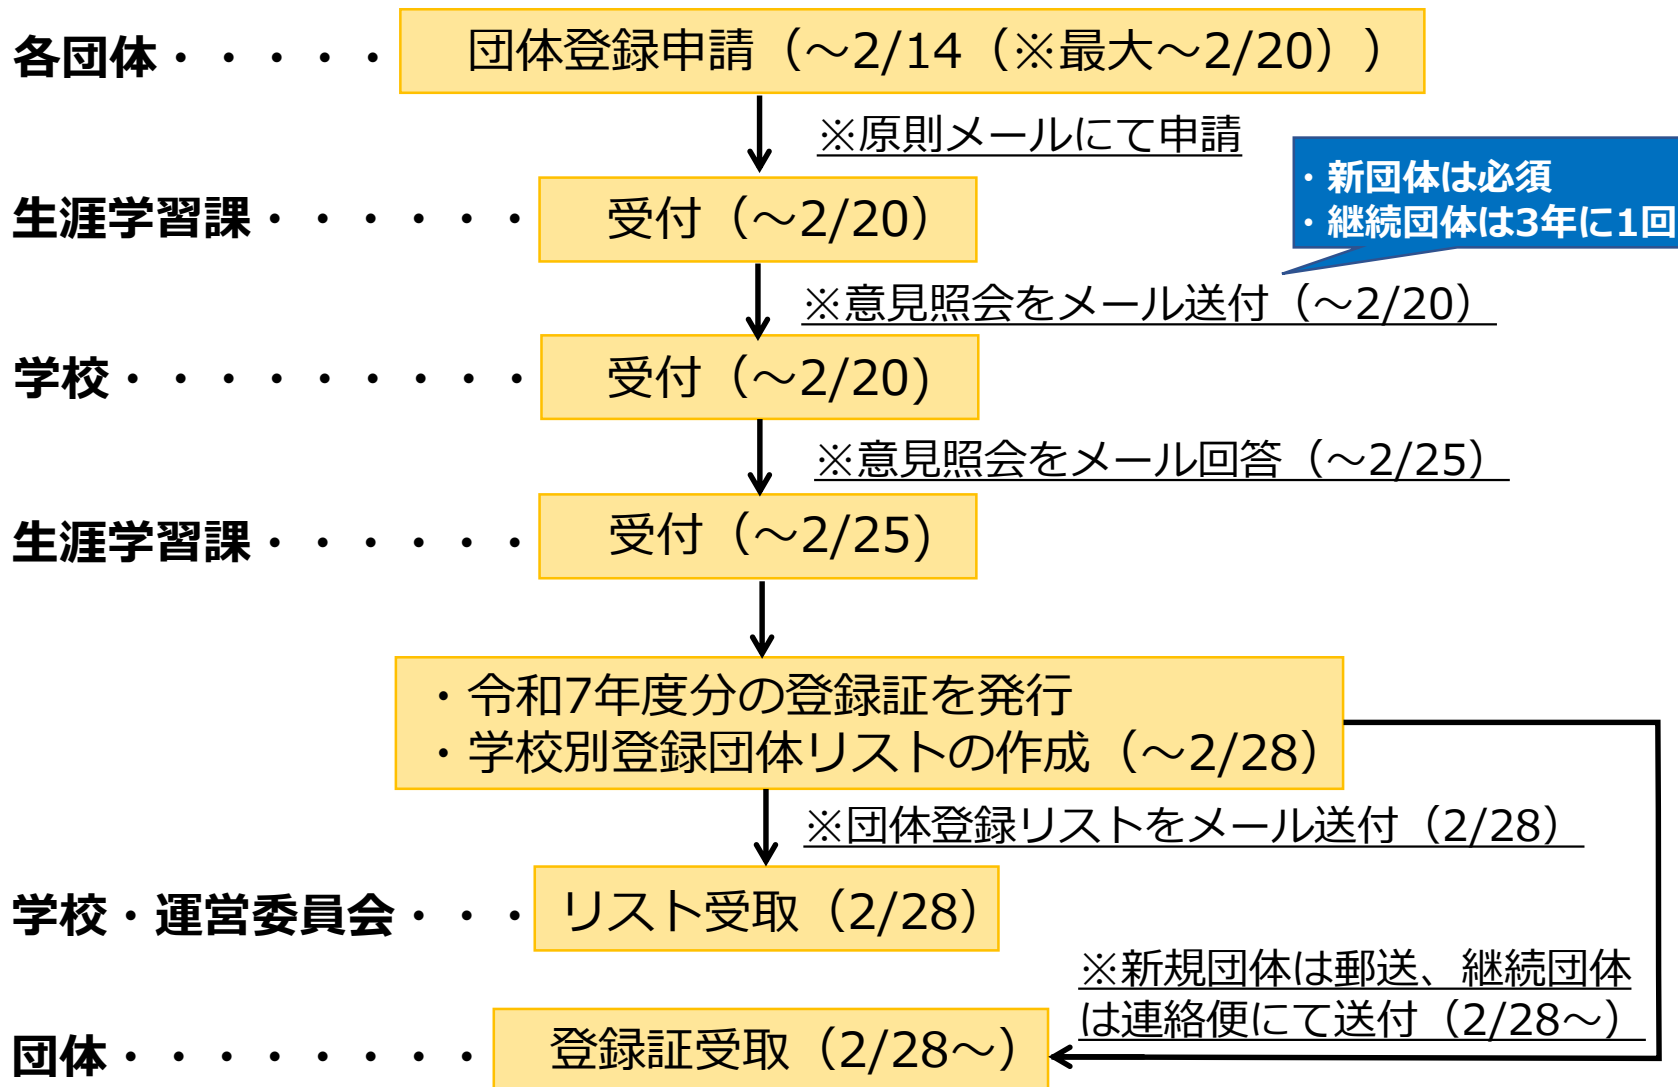 各団体・・・・・
団体登録申請（～2/14（※最大～2/20））
※原則メールにて申請
・新団体は必須
・継続団体は3年に1回
生涯学習課・・・・・・
受付（～2/20）
※意見照会をメール送付（～2/20）
学校・・・・・・・・・
受付（～2/20)
※意見照会をメール回答（～2/25）
生涯学習課・・・・・・
受付（～2/25)
・令和7年度分の登録証を発行
・学校別登録団体リストの作成（～2/28）
※団体登録リストをメール送付（2/28）
学校・運営委員会・・・
リスト受取（2/28）
※新規団体は郵送、継続団体
は連絡便にて送付（2/28～）
団体・・・・・・・・
登録証受取（2/28～）